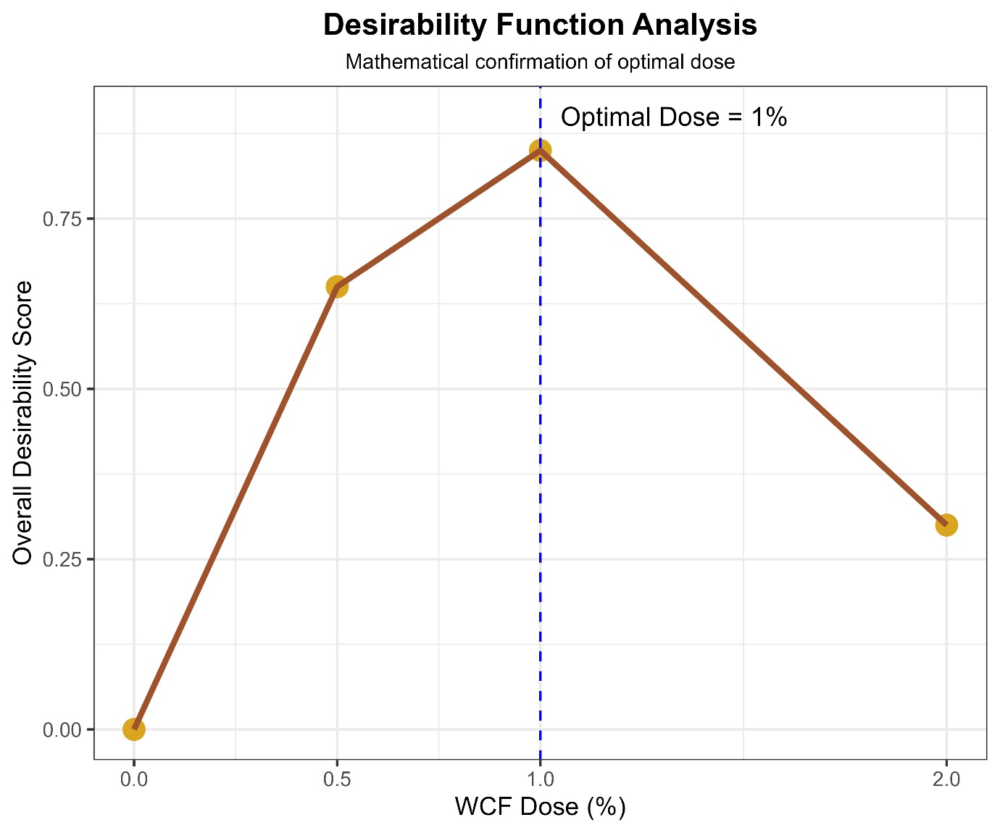 Desirability Function Analysis
Mathematical confirmation of optimal dose
Optimal Dose = 1%
Overall Desirability Score
0.75
0.50
0.25
0.00
0.0 0.5 1.0 2.0
WCF Dose (%)